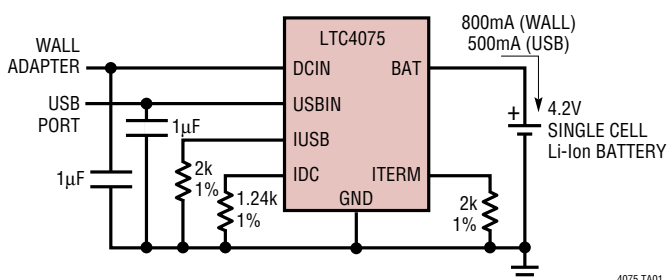 800mA (WALL)
500mA (USB)
LTC4075
WALL
ADAPTER
DCIN
BAT
USB
PORT
USBIN
+
4.2V
SINGLE CELL
Li-Ion BATTERY
1µF
IUSB
1µF
2k
1%
IDC
1.24k
1%
ITERM
2k
1%
GND
4075 TA01